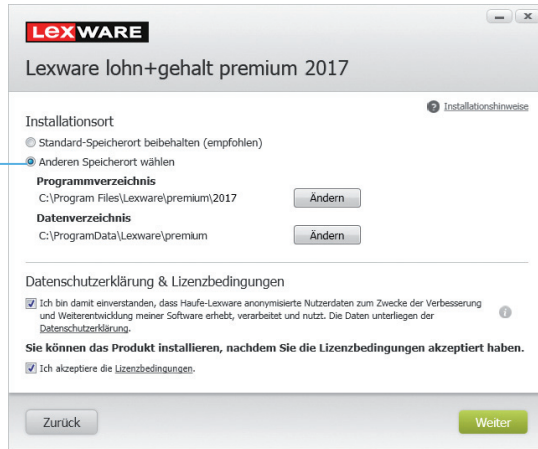 LEXWARE
Lexware lohn+gehalt premium 2017
Installationshinweise
Installationsort
Standard-Speicherort beibehalten (empfohlen)
Anderen Speicherort wählen
Programmverzeichnis
C:\Program Files\Lexware\premium\2017
Ändern
Datenverzeichnis
C:\ProgramData\Lexware\premium
Ändern
Datenschutzerklärung & Lizenzbedingungen
Ich bin damit einverstanden, dass Haufe-Lexware anonymisierte Nutzerdaten zum Zwecke der Verbesserung
und Weiterentwicklung meiner Software erhebt, verarbeitet und nutzt. Die Daten unterliegen der
Datenschutzerklärung.
Sie können das Produkt installieren, nachdem Sie die Lizenzbedingungen akzeptiert haben.
Ich akzeptiere die Lizenzbedingungen.
Zurück
Weiter